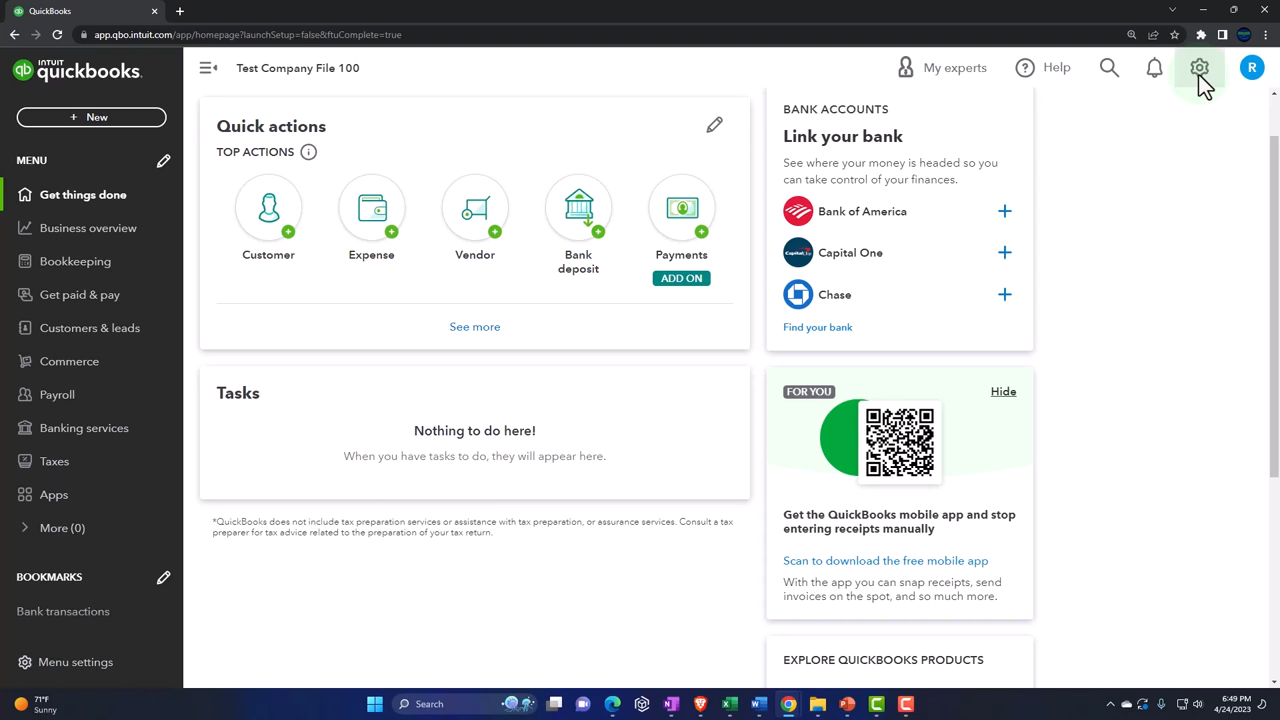 QuickBooks
app.qbo.intuit.com/app/homepage?launchSetup=false&ftuComplete=true
INTUIT
quickbooks.
Test Company File 100
My experts
Help
R
+ New
MENU
Get things done
Business overview
Bookkeeping
Get paid & pay
Customers & leads
Commerce
Payroll
Banking services
Taxes
Apps
More (0)
BOOKMARKS
Bank transactions
Menu settings
Quick actions
TOP ACTIONS
Customer
Expense
Vendor
Bank
deposit
Payments
ADD ON
See more
Tasks
Nothing to do here!
When you have tasks to do, they will appear here.
*QuickBooks does not include tax preparation services or assistance with tax preparation, or assurance services. Consult a tax
preparer for tax advice related to the preparation of your tax return.
BANK ACCOUNTS
Link your bank
See where your money is headed so you
can take control of your finances.
Bank of America
Capital One
Chase
Find your bank
FOR YOU
Hide
Get the QuickBooks mobile app and stop
entering receipts manually
Scan to download the free mobile app
With the app you can snap receipts, send
invoices on the spot, and so much more.
EXPLORE QUICKBOOKS PRODUCTS
71°F
Sunny
Search
6:49 PM
4/24/2023